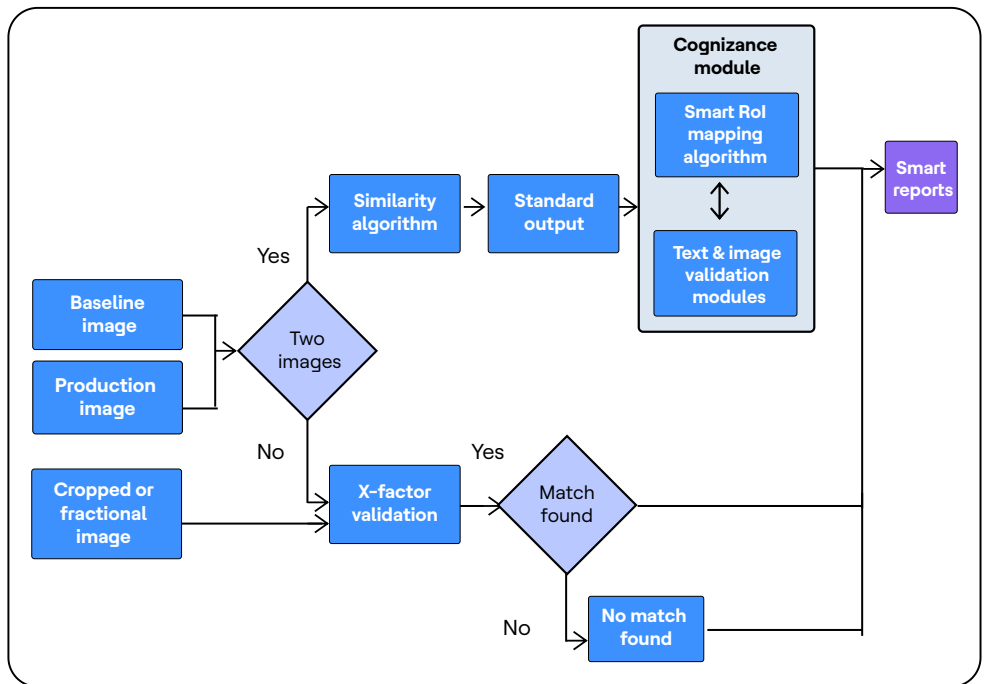 Cognizance
module
Smart RoI
mapping
algorithm
Smart
reports
Similarity
algorithm
Standard
output
Yes
Text & image
validation
modules
Baseline
image
Two
images
Production
image
No
Yes
Cropped or
fractional
image
X-factor
validation
Match
found
No match
found
No